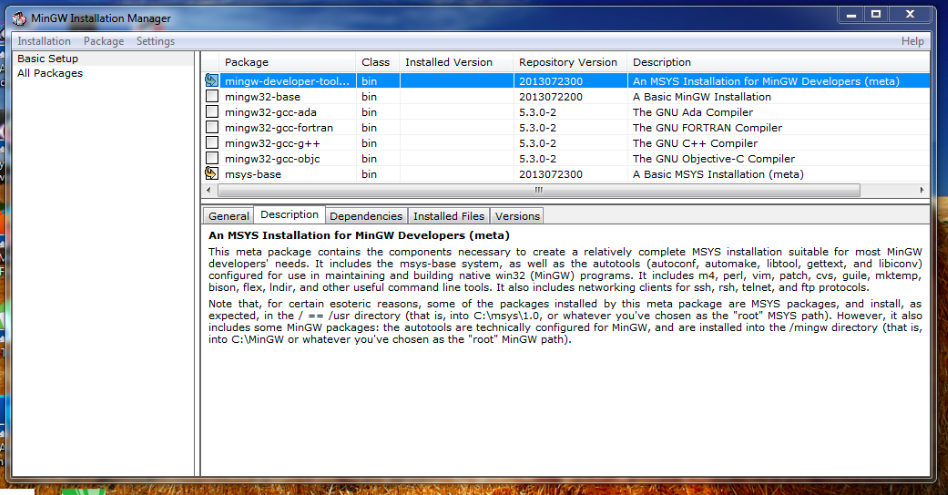 MinGW Installation Manager
Installation Package Settings Help
Basic Setup
All Packages
Package Class Installed Version Repository Version Description
mingw-developer-tool... bin 2013072300 An MSYS Installation for MinGW Developers (meta)
mingw32-base bin 2013072200 A Basic MinGW Installation
mingw32-gcc-ada bin 5.3.0-2 The GNU Ada Compiler
mingw32-gcc-fortran bin 5.3.0-2 The GNU FORTRAN Compiler
mingw32-gcc-g++ bin 5.3.0-2 The GNU C++ Compiler
mingw32-gcc-objc bin 5.3.0-2 The GNU Objective-C Compiler
msys-base bin 2013072300 A Basic MSYS Installation (meta)
General Description Dependencies Installed Files Versions
An MSYS Installation for MinGW Developers (meta)
This meta package contains the components necessary to create a relatively complete MSYS installation suitable for most MinGW
developers' needs. It includes the msys-base system, as well as the autotools (autoconf, automake, libtool, gettext, and libiconv)
configured for use in maintaining and building native win32 (MinGW) programs. It includes m4, perl, vim, patch, cvs, guile, mktemp,
bison, flex, lndir, and other useful command line tools. It also includes networking clients for ssh, rsh, telnet, and ftp protocols.
Note that, for certain esoteric reasons, some of the packages installed by this meta package are MSYS packages, and install, as
expected, in the / == /usr directory (that is, into C:\msys\1.0, or whatever you've chosen as the "root" MSYS path). However, it also
includes some MinGW packages: the autotools are technically configured for MinGW, and are installed into the /mingw directory (that is,
into C:\MinGW or whatever you've chosen as the "root" MinGW path).